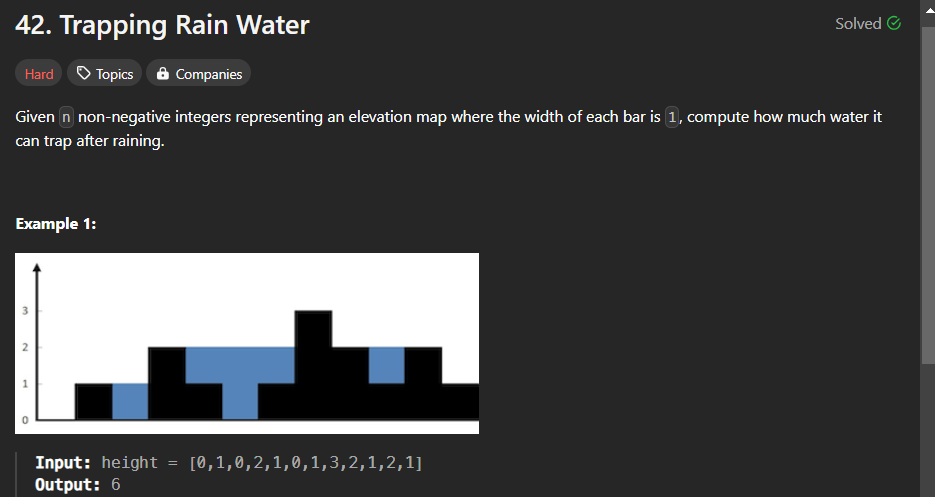 42. Trapping Rain Water
Solved
Hard Topics Companies
Given n non-negative integers representing an elevation map where the width of each bar is 1, compute how much water it
can trap after raining.
Example 1:
3
2
1
0
Input: height = [0,1,0,2,1,0,1,3,2,1,2,1]
Output: 6